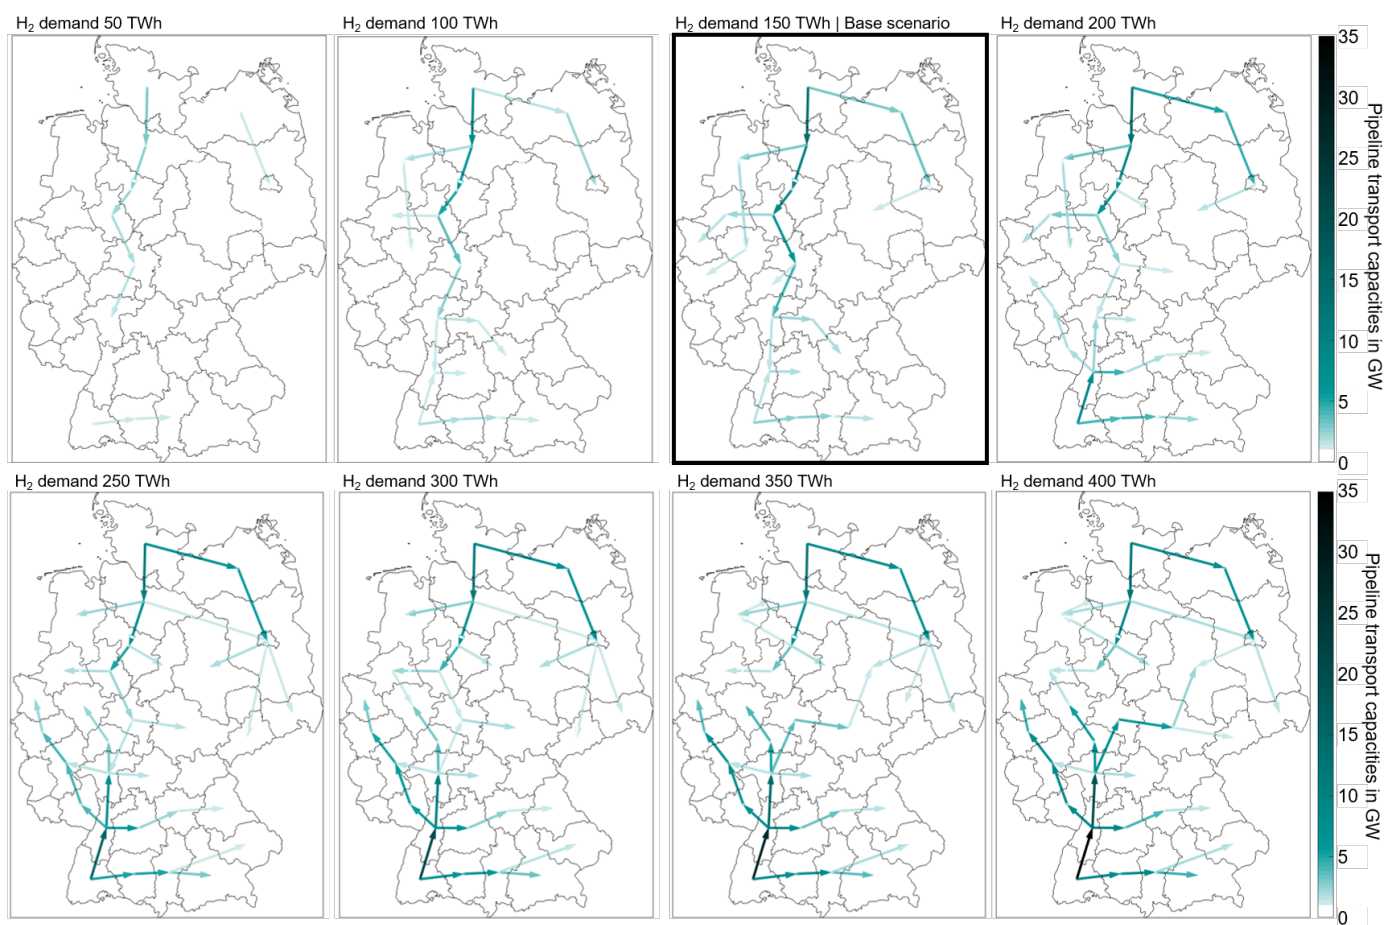 H₂ demand 50 TWh
H₂ demand 100 TWh
H₂ demand 150 TWh | Base scenario
H₂ demand 200 TWh
35
30
25
20
15
10
5
0
Pipeline transport capacities in GW
H₂ demand 250 TWh
H₂ demand 300 TWh
H₂ demand 350 TWh
H₂ demand 400 TWh
35
30
25
20
15
10
5
0
Pipeline transport capacities in GW